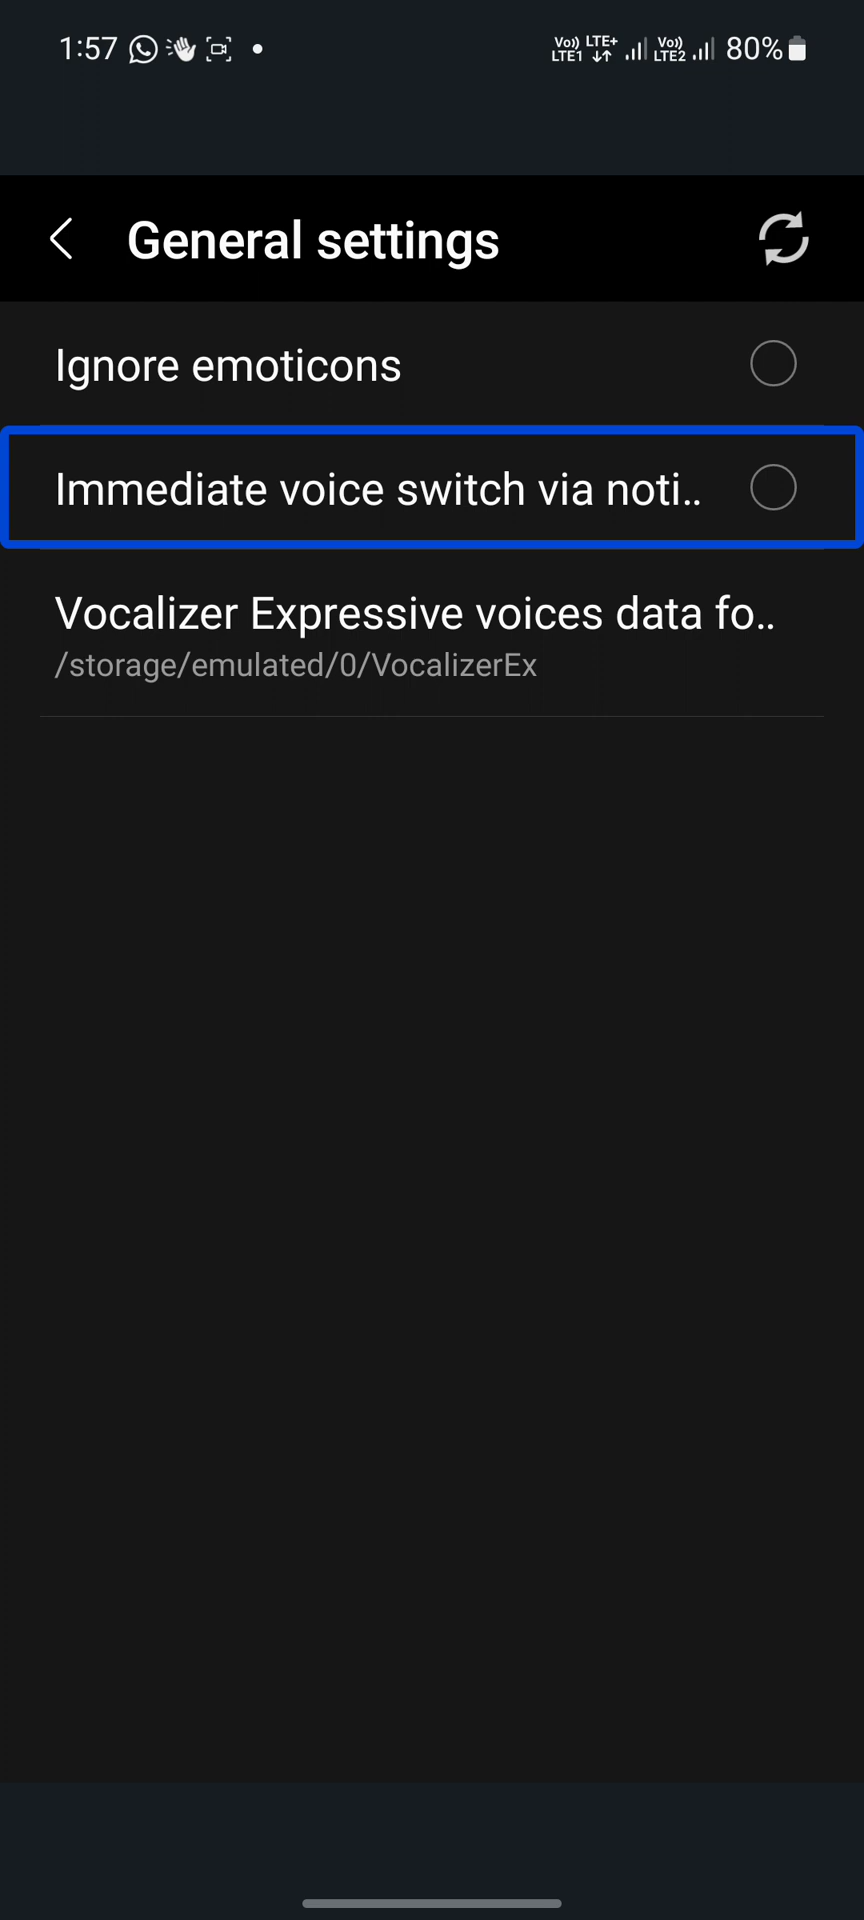 1:57
Vo)) LTE+ Vo)) 80%
LTE1 LTE2
General settings
Ignore emoticons
Immediate voice switch via noti..
Vocalizer Expressive voices data fo..
/storage/emulated/0/VocalizerEx